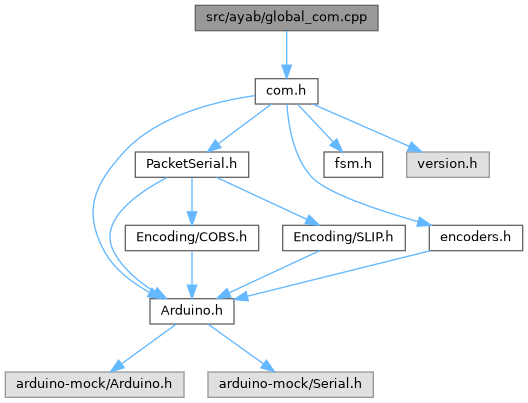 src/ayab/global_com.cpp
com.h
PacketSerial.h
fsm.h
version.h
Encoding/COBS.h
Encoding/SLIP.h
encoders.h
Arduino.h
arduino-mock/Arduino.h
arduino-mock/Serial.h